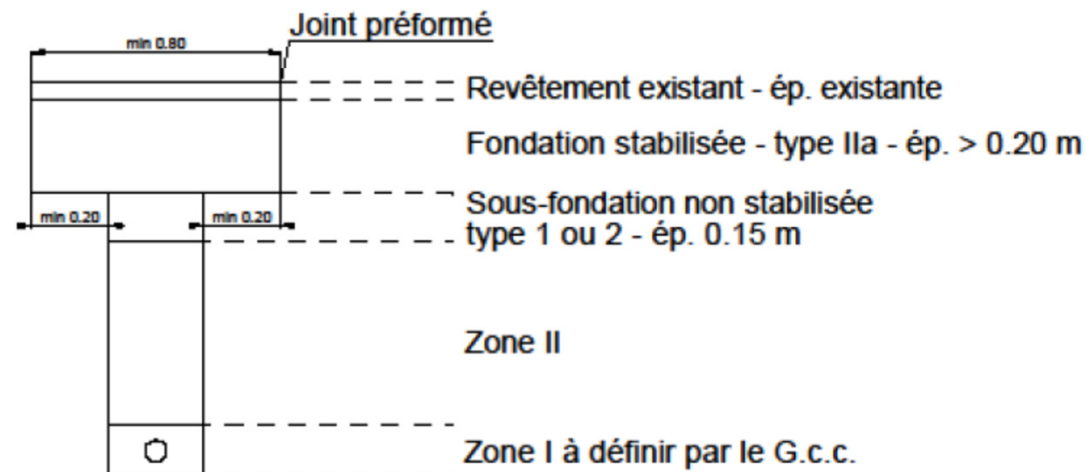 Joint préformé
min 0.80
Revêtement existant - ép. existante
Fondation stabilisée - type IIa - ép. > 0.20 m
min 0.20
min 0.20
Sous-fondation non stabilisée
type 1 ou 2 - ép. 0.15 m
Zone II
Zone I à définir par le G.c.c.